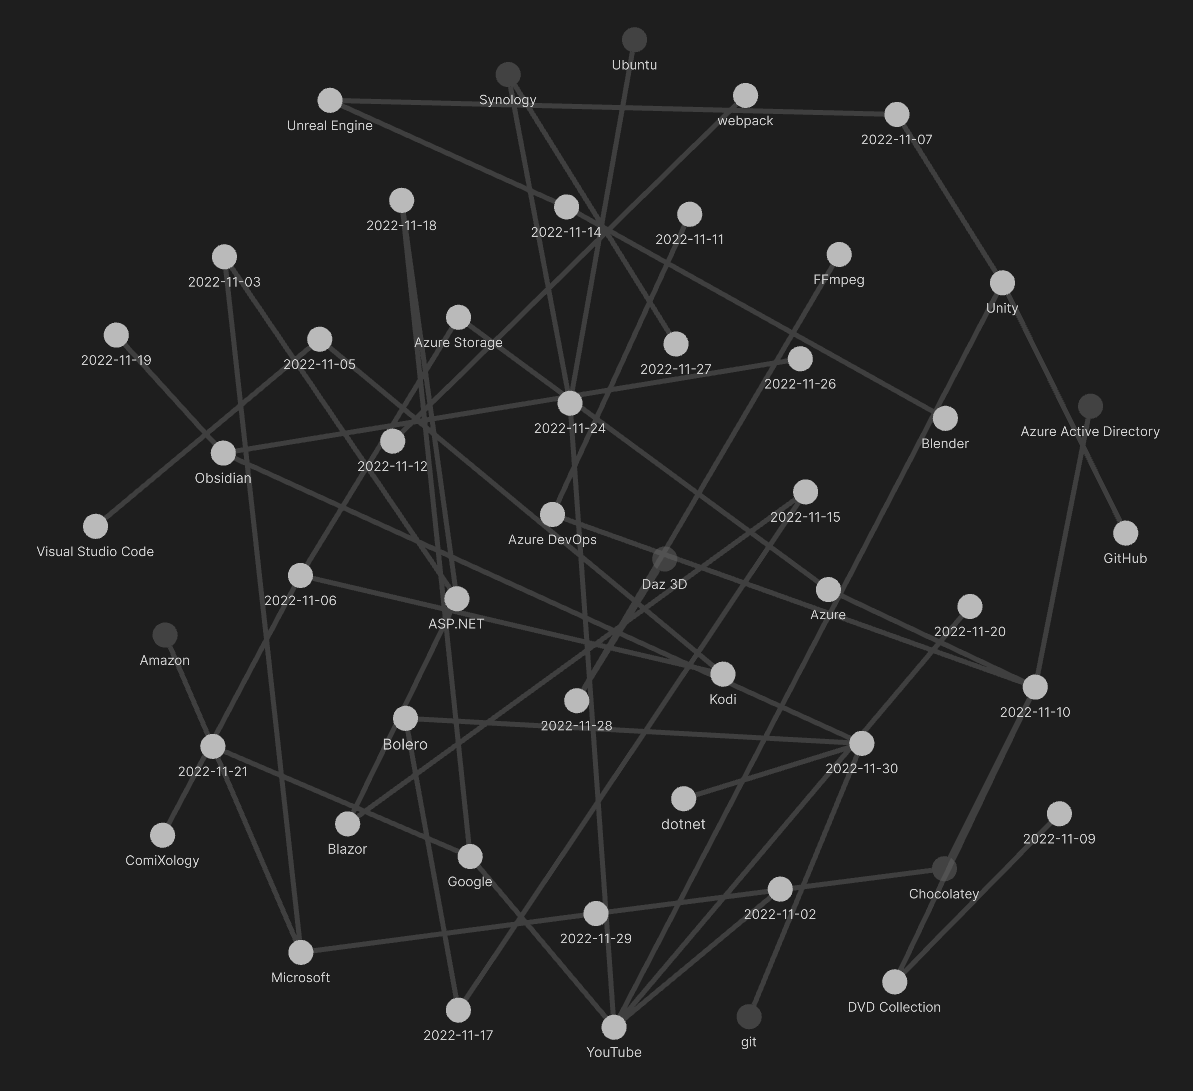 Ubuntu
Synology
webpack
Unreal Engine
2022-11-07
2022-11-18
2022-11-14
2022-11-11
2022-11-03
FFmpeg
Unity
Azure Storage
2022-11-19
2022-11-05
2022-11-27
2022-11-26
2022-11-24
Azure Active Directory
Blender
2022-11-12
Obsidian
2022-11-15
Azure DevOps
Visual Studio Code
GitHub
Daz 3D
2022-11-06
Azure
ASP.NET
2022-11-20
Amazon
Kodi
2022-11-10
2022-11-28
Bolero
2022-11-21
2022-11-30
dotnet
2022-11-09
Blazor
ComiXology
Google
Chocolatey
2022-11-02
2022-11-29
Microsoft
DVD Collection
2022-11-17
git
YouTube